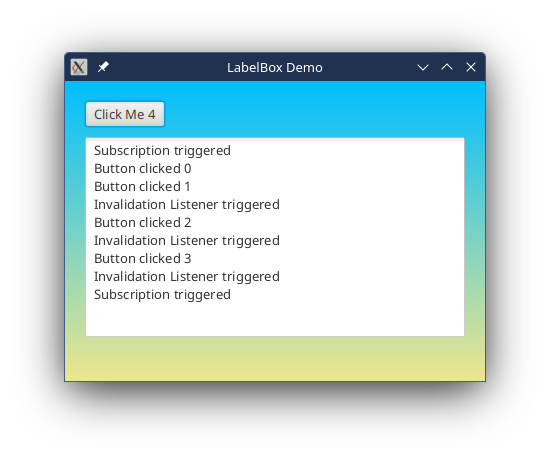 LabelBox Demo
Click Me 4
Subscription triggered
Button clicked 0
Button clicked 1
Invalidation Listener triggered
Button clicked 2
Invalidation Listener triggered
Button clicked 3
Invalidation Listener triggered
Subscription triggered